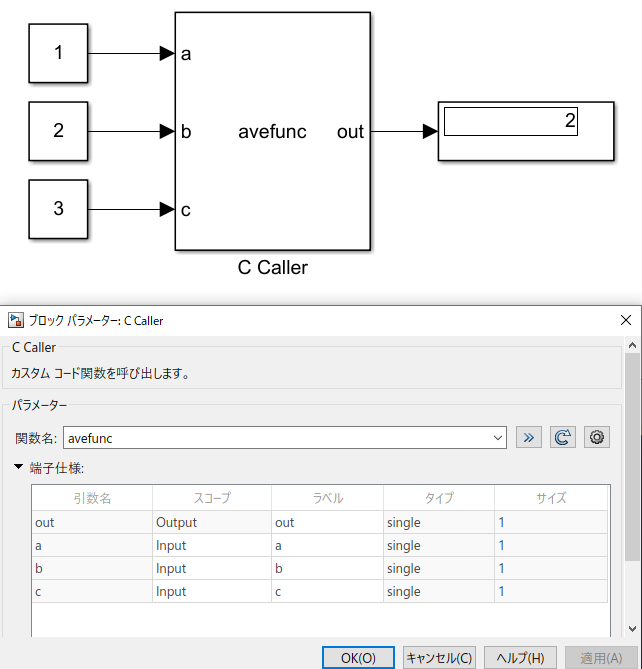 1
a
2
b
avefunc
out
2
3
c
C Caller
ブロック パラメーター: C Caller
C Caller
カスタム コード関数を呼び出します。
パラメーター
関数名: avefunc
端子仕様:
引数名 スコープ ラベル タイプ サイズ
out Output out single 1
a Input a single 1
b Input b single 1
c Input c single 1
OK(O) キャンセル(C) ヘルプ(H) 適用(A)